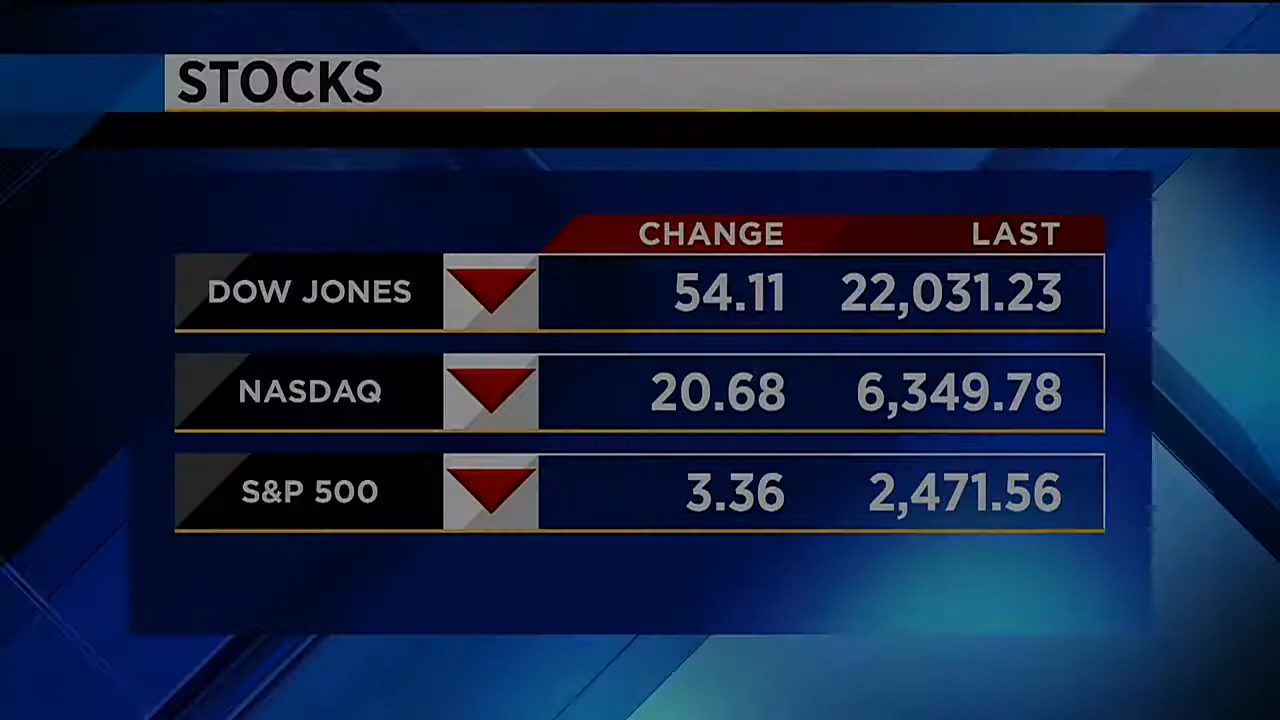 STOCKS
CHANGE LAST
DOW JONES 54.11 22,031.23
NASDAQ 20.68 6,349.78
S&P 500 3.36 2,471.56